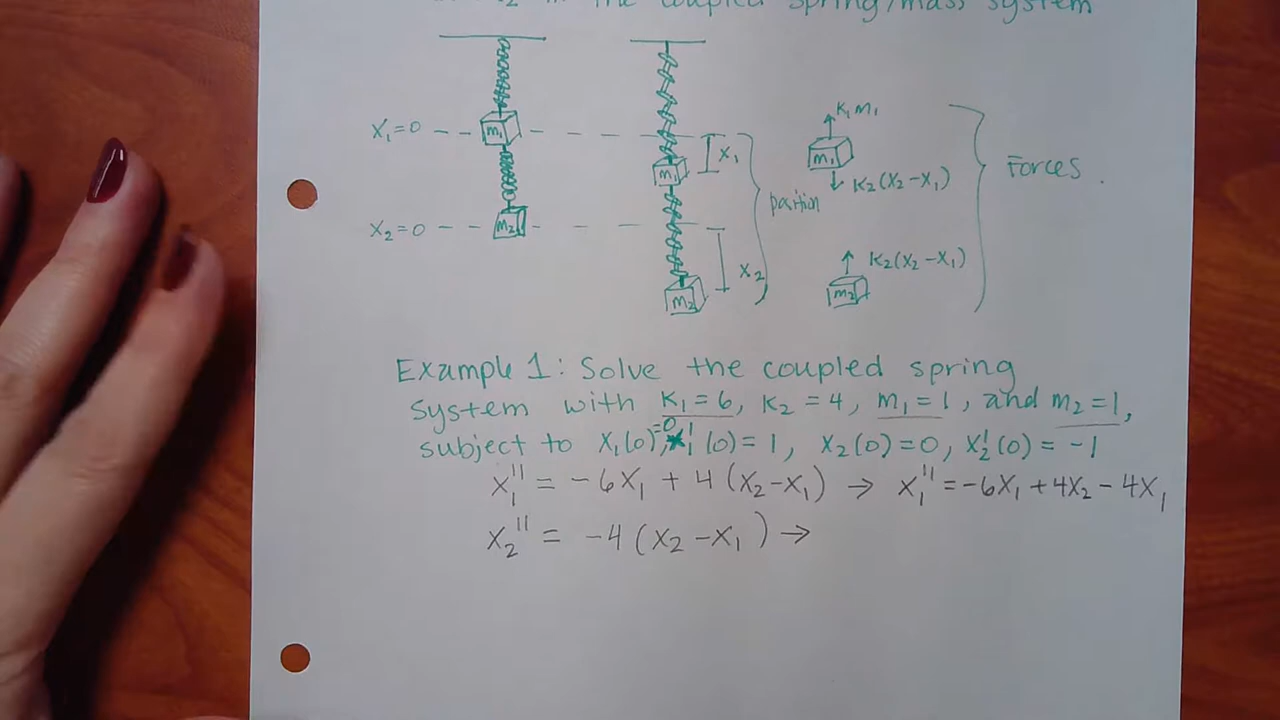 in the coupled spring/mass system
X₁=0
m₁
X₂=0
m₂
m₁
X₁
position
X₂
m₂
K₁m₁
m₁
K₂(X₂-X₁)
K₂(X₂-X₁)
m₂
Forces.
Example 1: Solve the coupled spring
system with K₁=6, K₂=4, m₁=1, and m₂=1,
subject to X₁(0)=0, X₁'(0)=1, X₂(0)=0, X₂'(0)=-1
X₁''=-6X₁+4(X₂-X₁) → X₁''=-6X₁+4X₂-4X₁
X₂''=-4(X₂-X₁) →